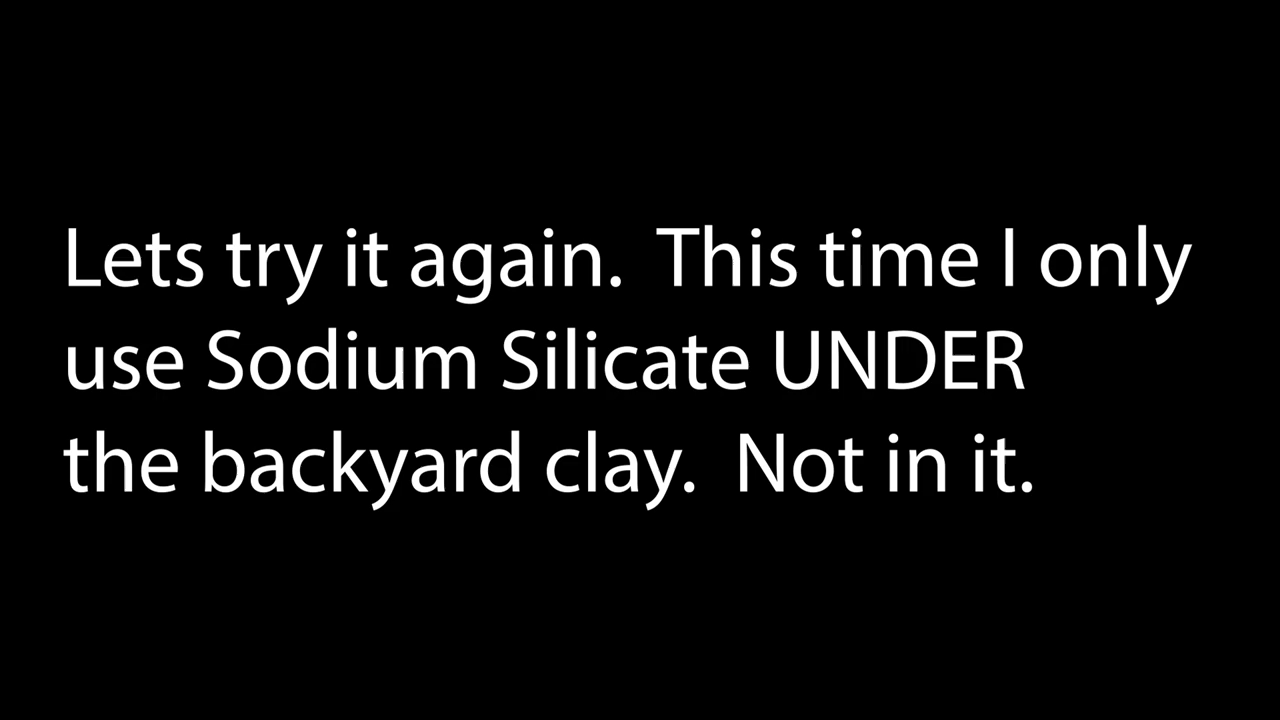 Lets try it again.  This time I only
use Sodium Silicate UNDER
the backyard clay.  Not in it.